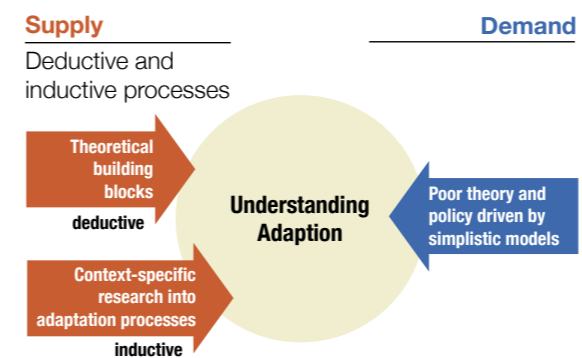 Supply
Demand
Deductive and
inductive processes
Theoretical
building
blocks
deductive
Understanding
Adaption
Poor theory and
policy driven by
simplistic models
Context-specific
research into
adaptation processes
inductive